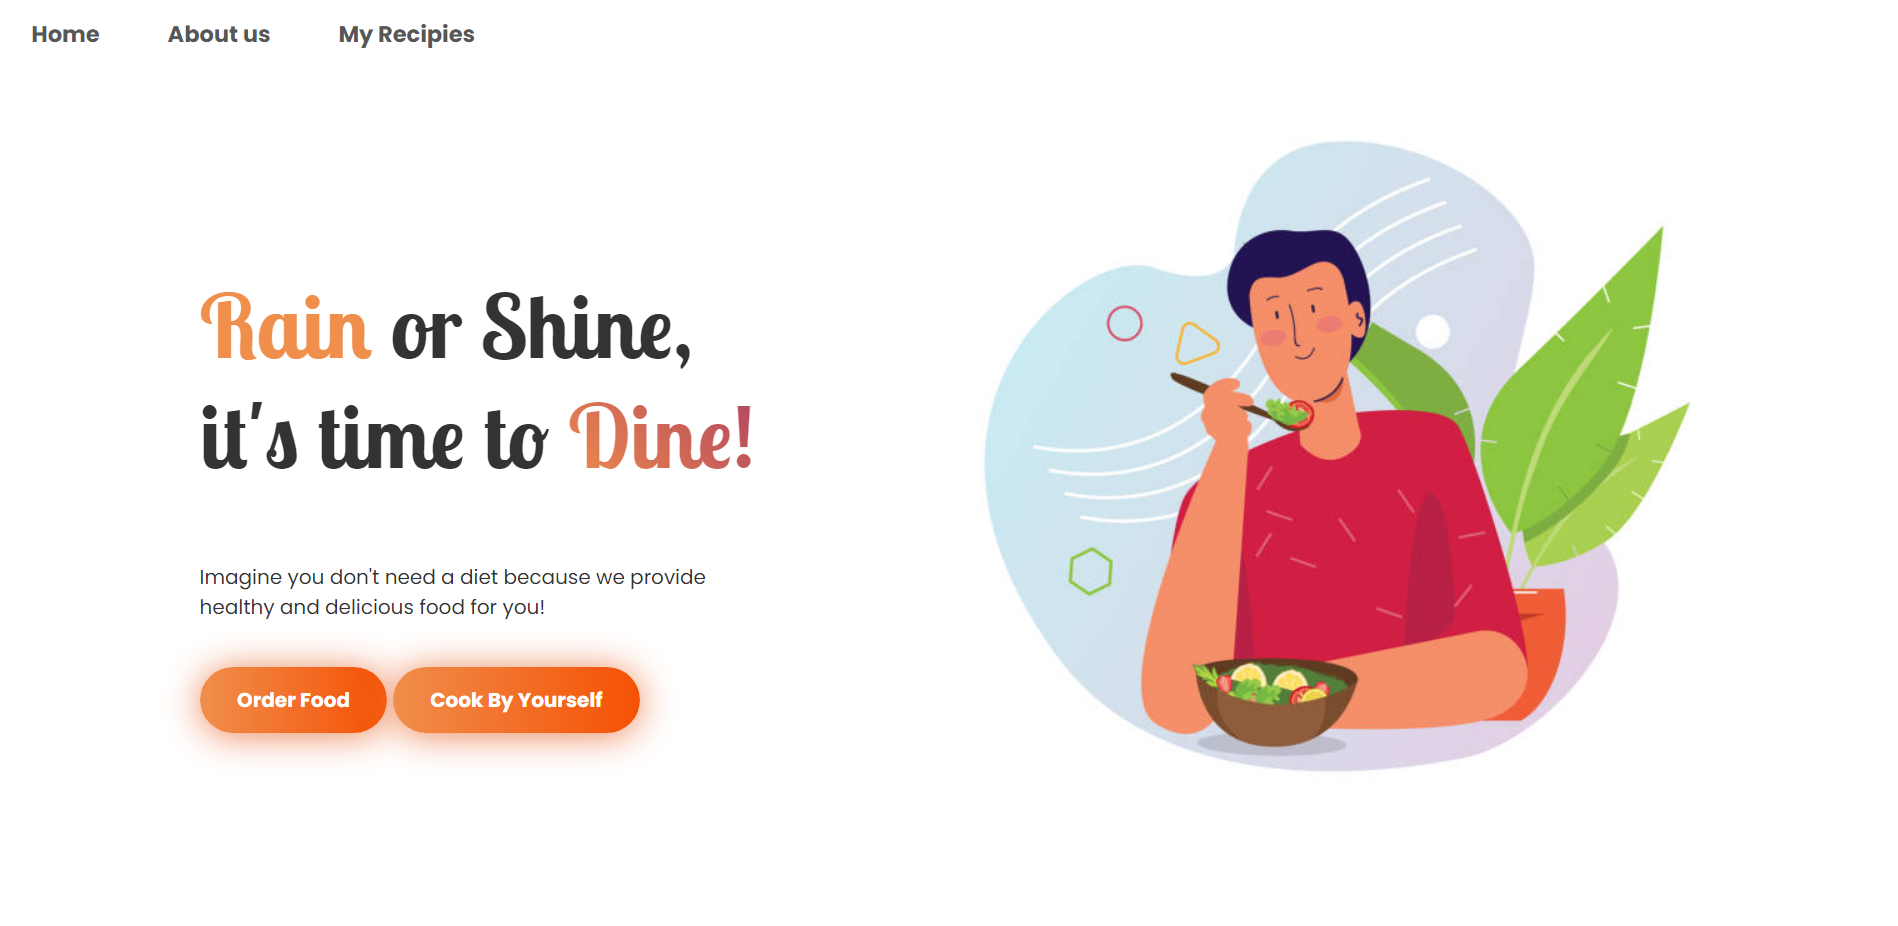 Home About us My Recipies
Rain or Shine,
it's time to Dine!
Imagine you don't need a diet because we provide
healthy and delicious food for you!
Order Food Cook By Yourself